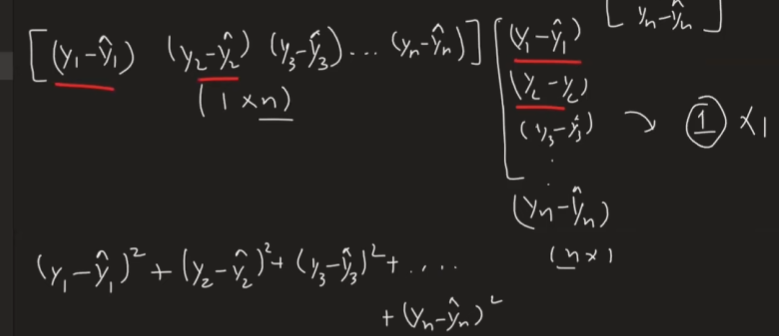 [(y₁-ŷ₁) (y₂-ŷ₂) (y₃-ŷ₃)... (yₙ-ŷₙ)]
(1 × n)
[(y₁-ŷ₁)
(y₂-y₂)
(y₃-ŷ₃)
.
.
(yₙ-ŷₙ)
(n×1)
[ yₙ-ŷₙ ]
→ ① ×1
(y₁-ŷ₁)² + (y₂-ŷ₂)² + (y₃-ŷ₃)² + ....
+ (yₙ-ŷₙ)²